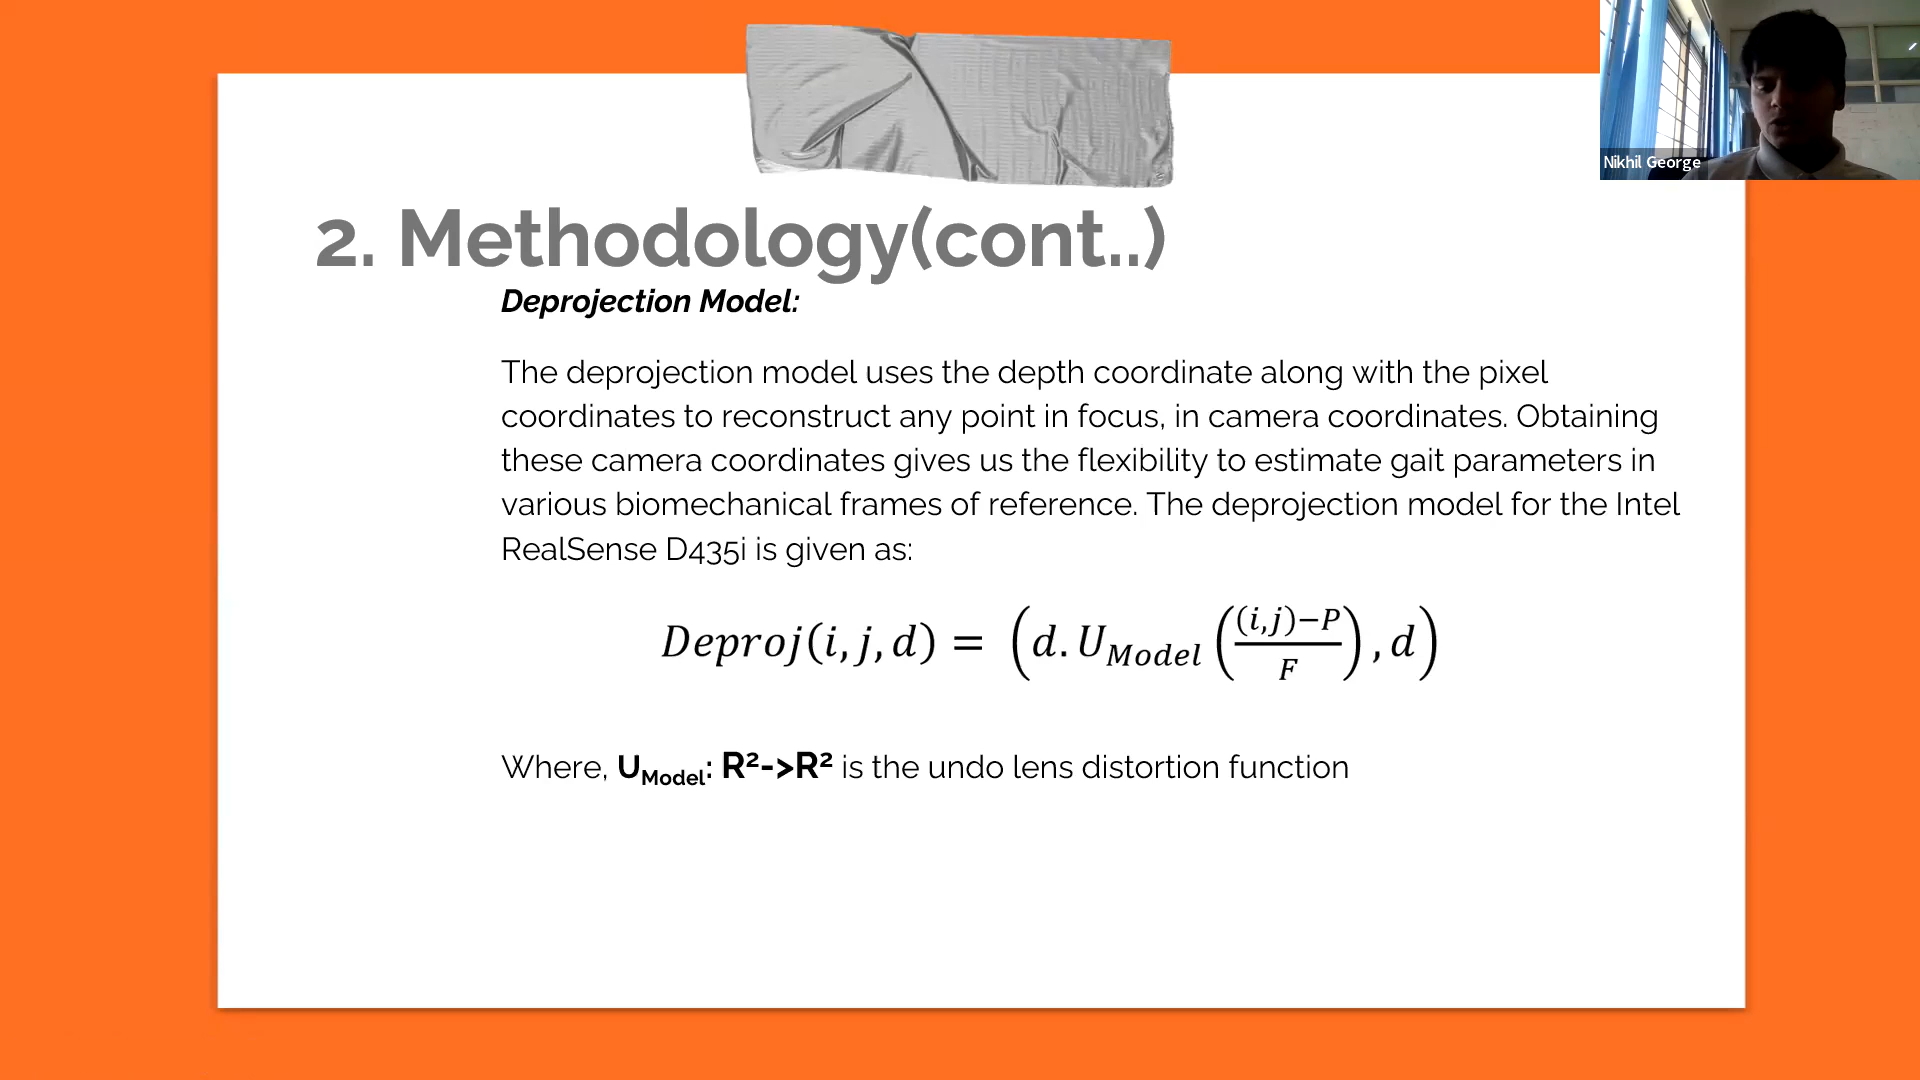 Nikhil George
2. Methodology(cont..)
Deprojection Model:
The deprojection model uses the depth coordinate along with the pixel
coordinates to reconstruct any point in focus, in camera coordinates. Obtaining
these camera coordinates gives us the flexibility to estimate gait parameters in
various biomechanical frames of reference. The deprojection model for the Intel
RealSense D435i is given as:
Deproj(i, j, d) = (d. U_Model ((i,j)−P / F) , d)
Where, U_Model: R²->R² is the undo lens distortion function